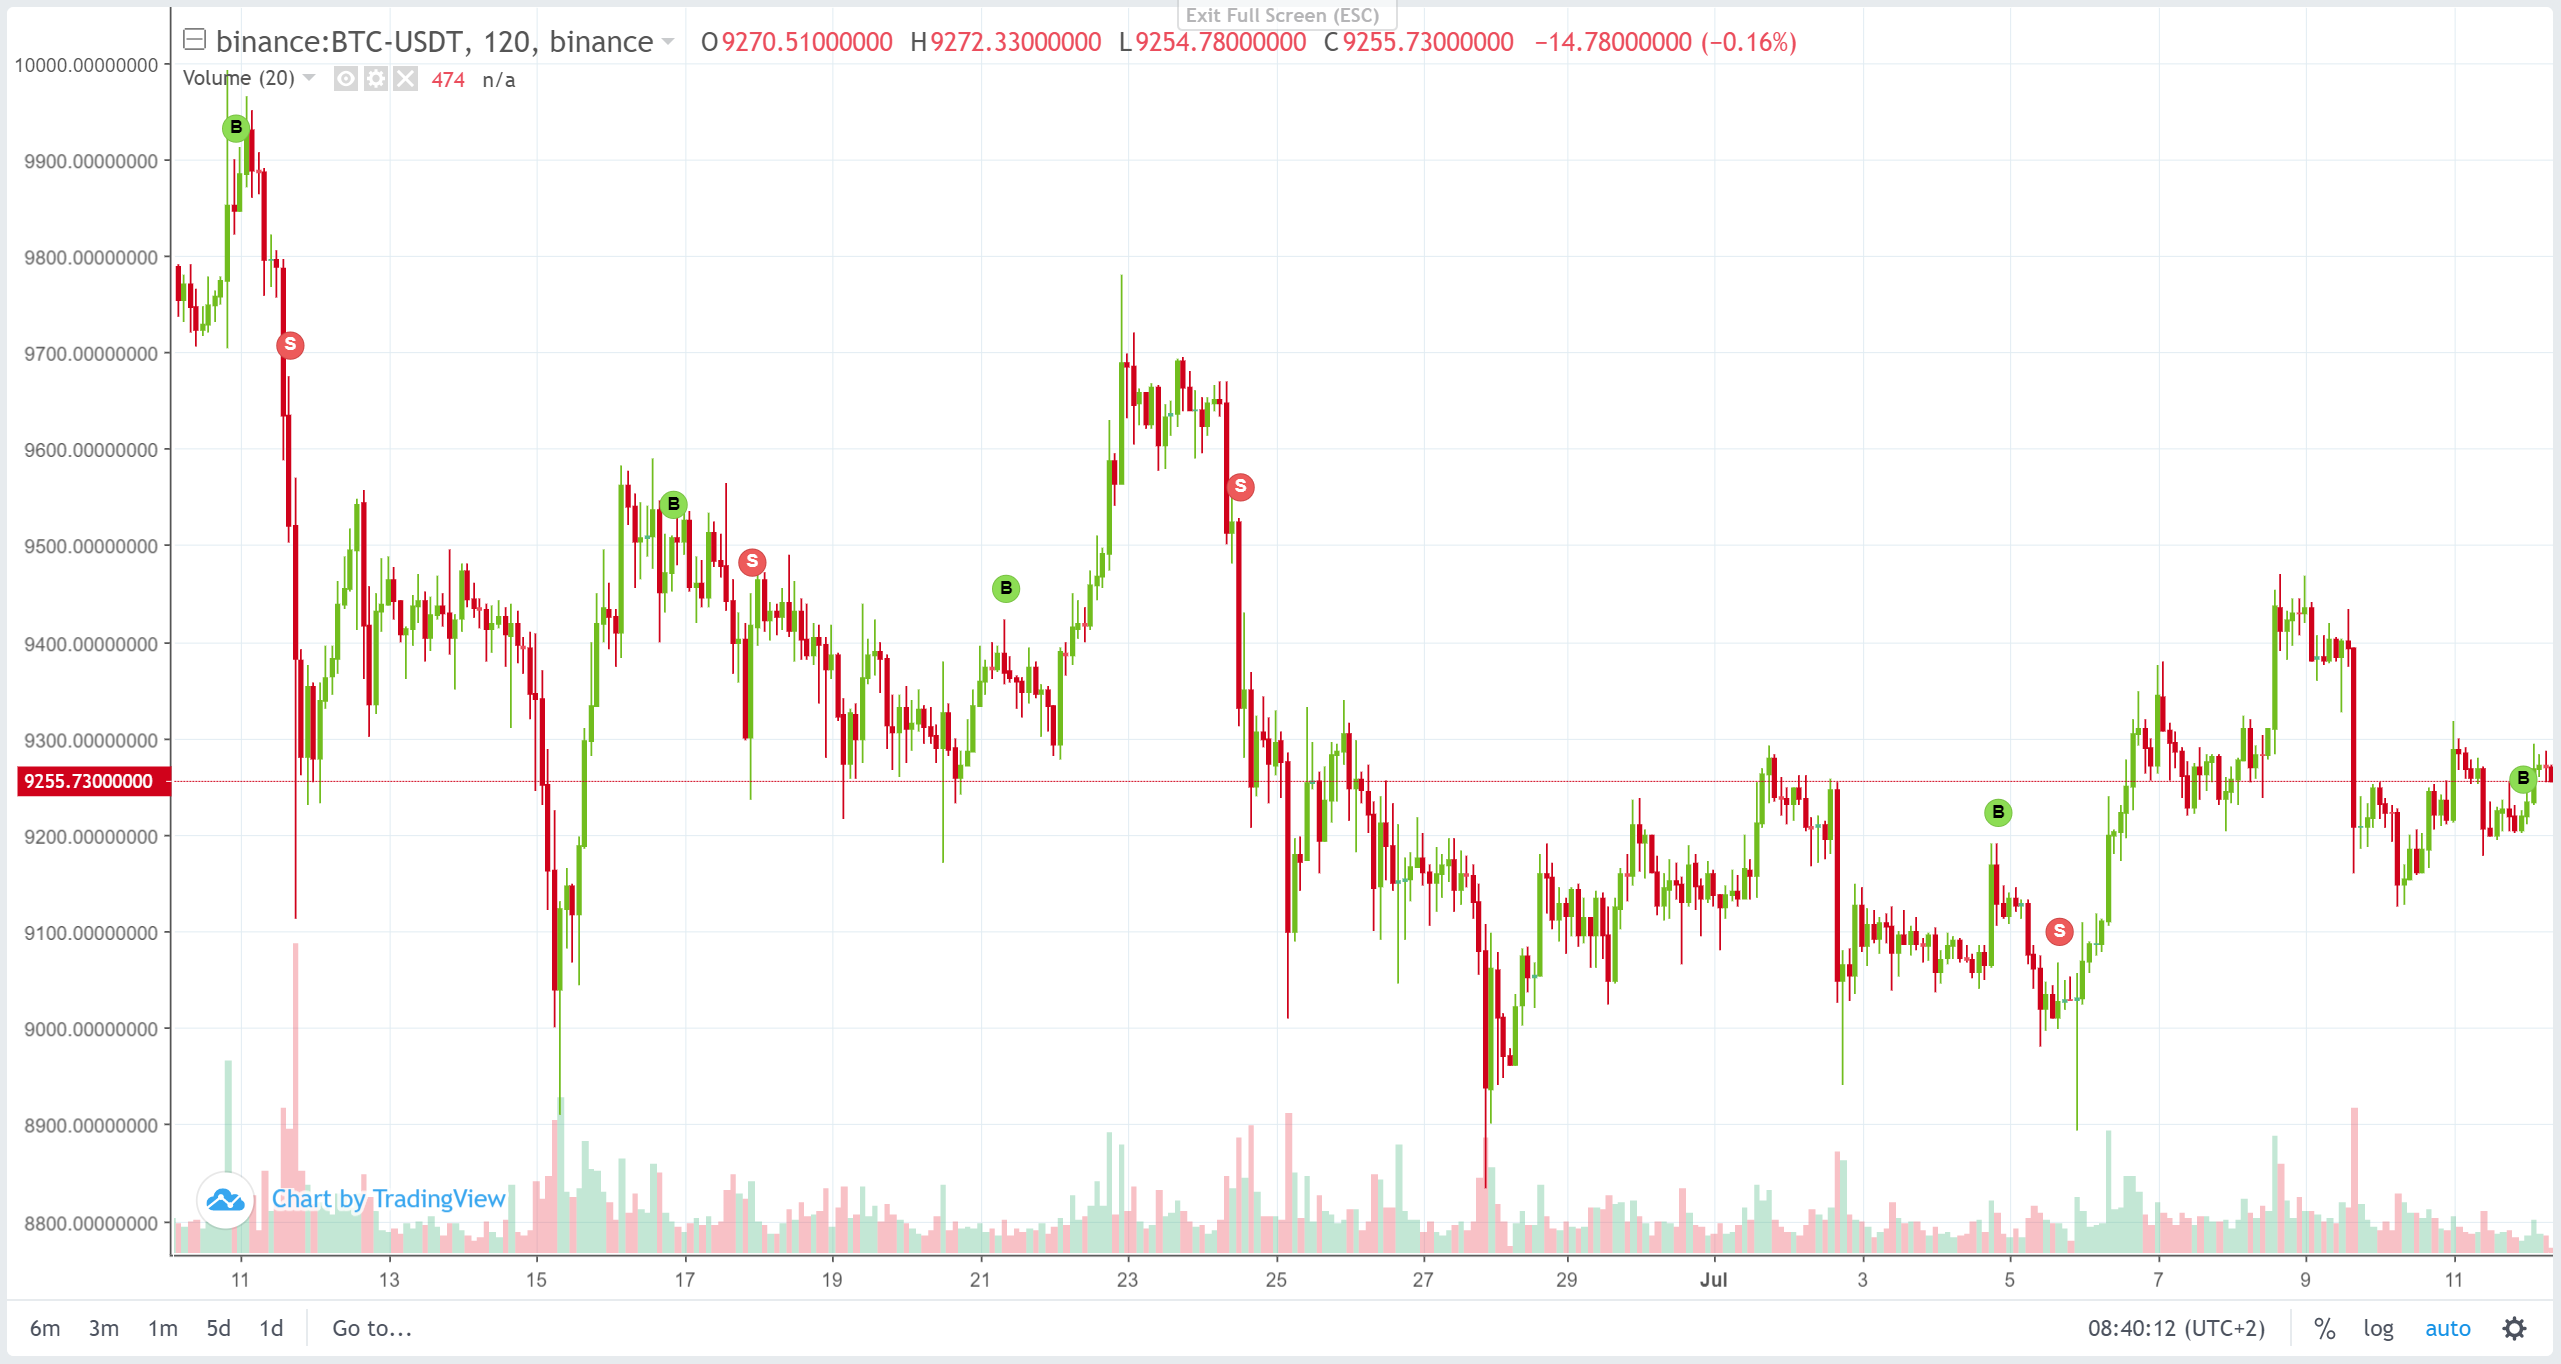 Exit Full Screen (ESC)
binance:BTC-USDT, 120, binance O9270.51000000 H9272.33000000 L9254.78000000 C9255.73000000 −14.78000000 (−0.16%)
Volume (20) 474 n/a
10000.00000000
9900.00000000
9800.00000000
9700.00000000
9600.00000000
9500.00000000
9400.00000000
9300.00000000
9255.73000000
9200.00000000
9100.00000000
9000.00000000
8900.00000000
8800.00000000
B
S
B
S
B
S
B
S
B
Chart by TradingView
11 13 15 17 19 21 23 25 27 29 Jul 3 5 7 9 11
6m 3m 1m 5d 1d Go to... 08:40:12 (UTC+2) % log auto